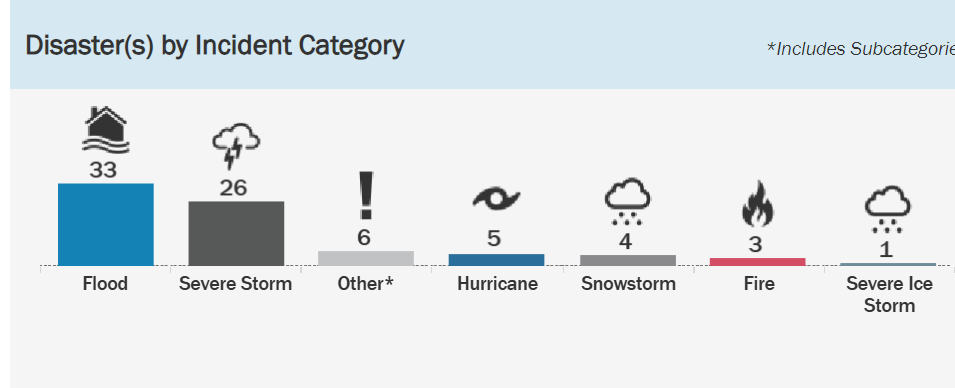 Disaster(s) by Incident Category
*Includes Subcategorie
33
26
6
5
4
3
1
Flood
Severe Storm
Other*
Hurricane
Snowstorm
Fire
Severe Ice
Storm